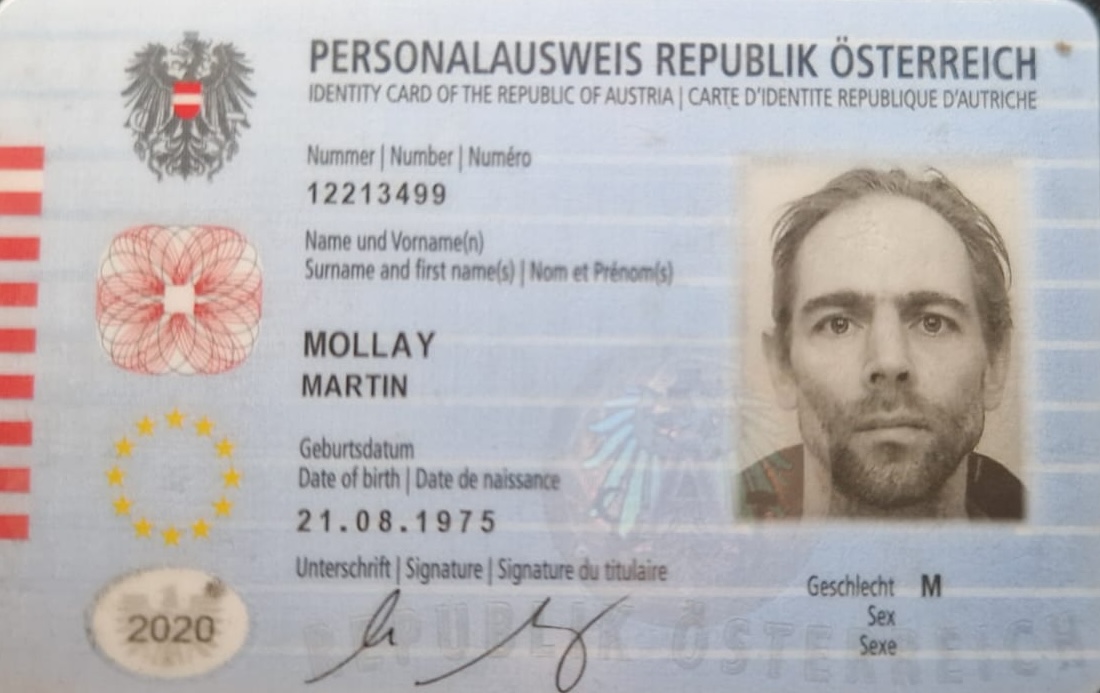 PERSONALAUSWEIS REPUBLIK ÖSTERREICH
IDENTITY CARD OF THE REPUBLIC OF AUSTRIA | CARTE D'IDENTITE REPUBLIQUE D'AUTRICHE
Nummer | Number | Numéro
12213499
Name und Vorname(n)
Surname and first name(s) | Nom et Prénom(s)
MOLLAY
MARTIN
Geburtsdatum
Date of birth | Date de naissance
21.08.1975
Unterschrift | Signature | Signature du titulaire
Geschlecht M
Sex
Sexe
2020
REPUBLIK ÖSTERREICH